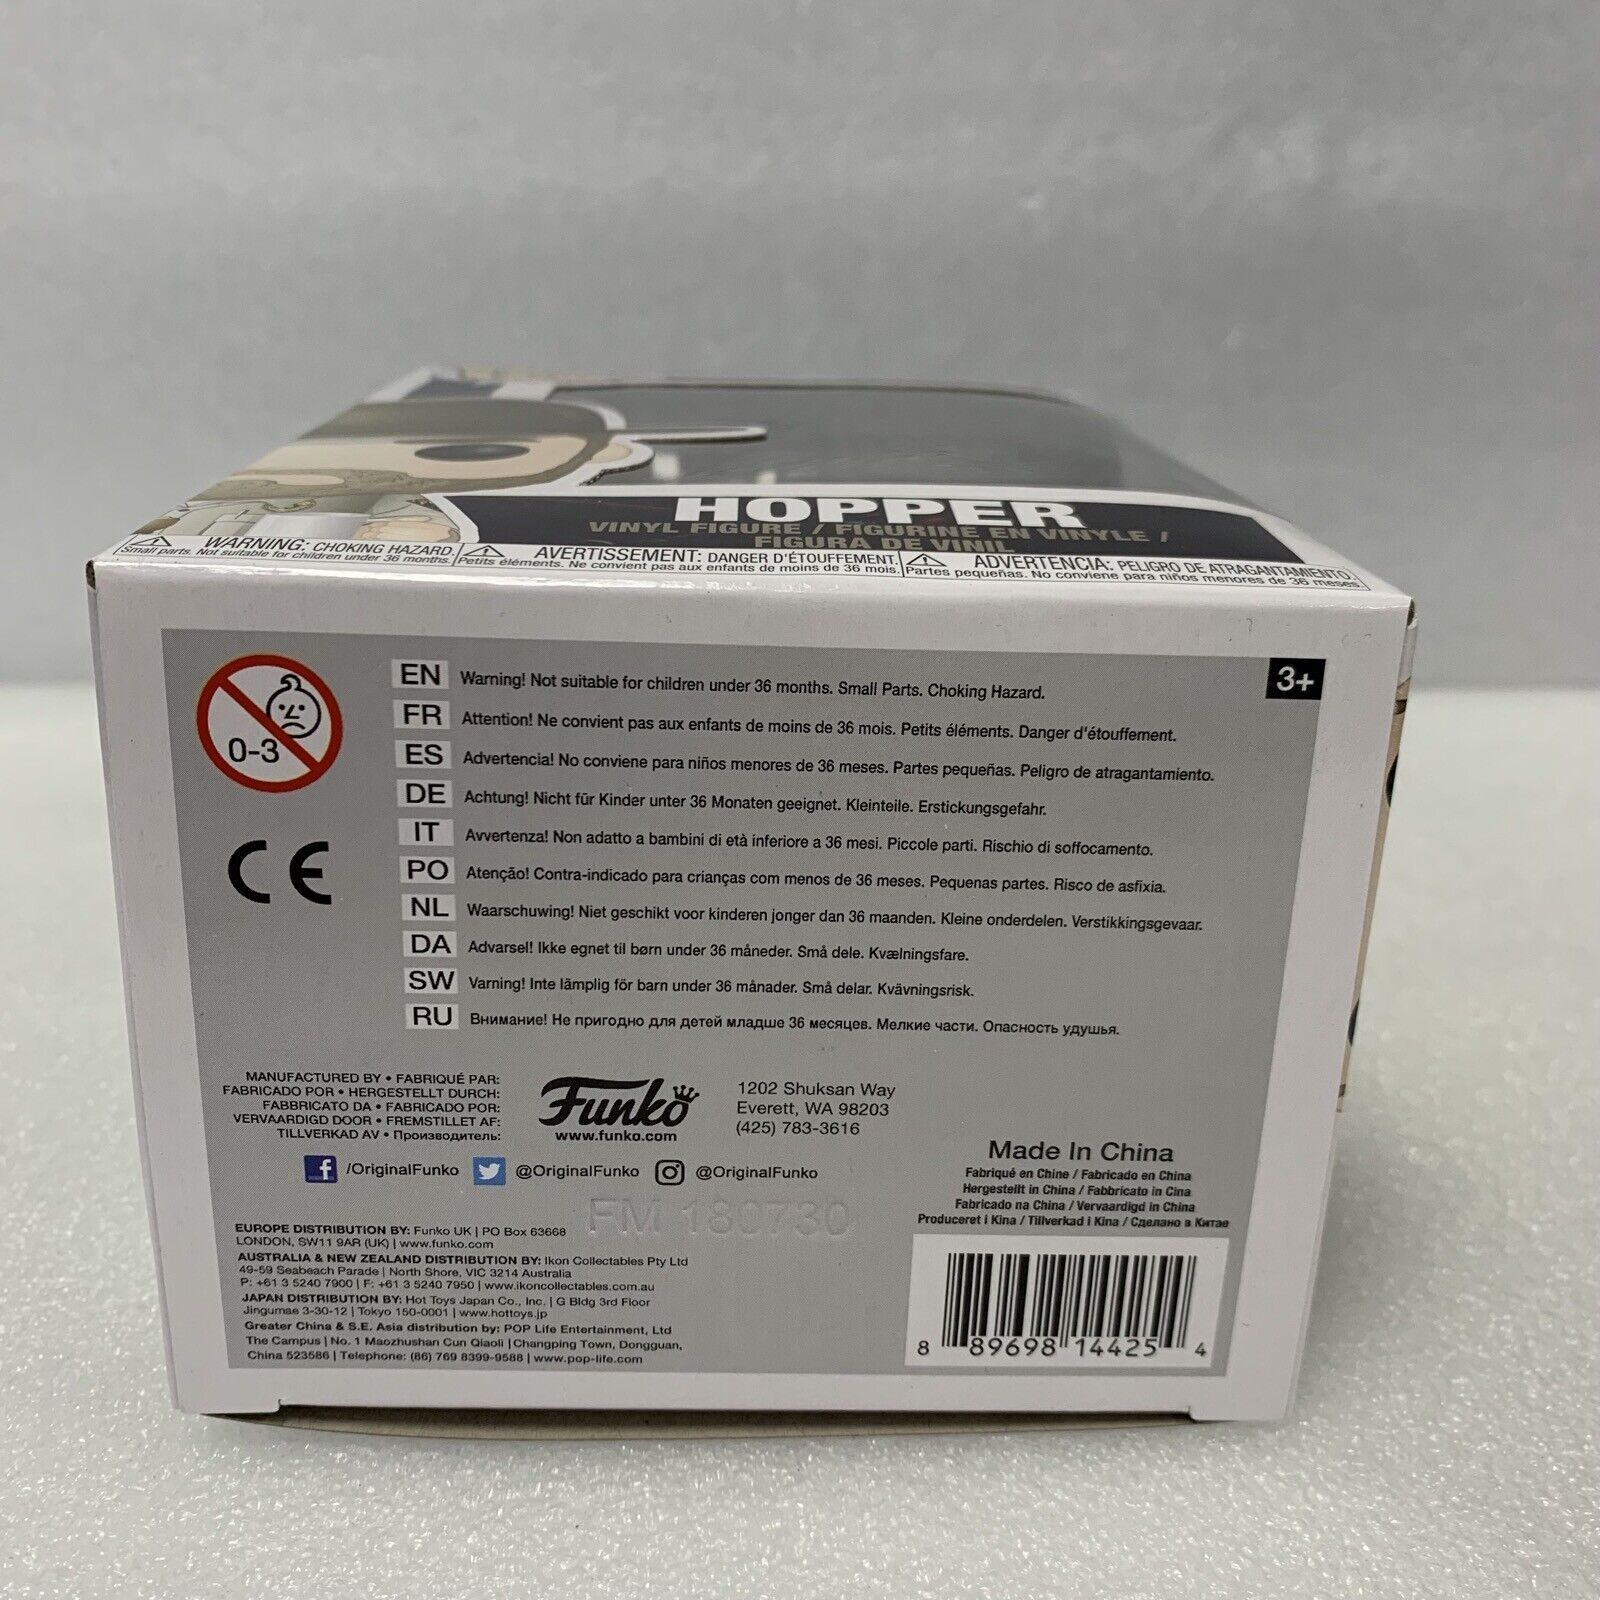 HOPPER
VINYL FIGURE / FIGURINE EN VINYLE /
FIGURA DE VINIL
WARNING: CHOKING HAZARD.
Small parts. Not suitable for children under 36 months.
AVERTISSEMENT: DANGER D'ÉTOUFFEMENT.
Petits éléments. Ne convient pas aux enfants de moins de 36 mois.
ADVERTENCIA: PELIGRO DE ATRAGANTAMIENTO.
Partes pequeñas. No conviene para niños menores de 36 meses.
0-3
3+
EN Warning! Not suitable for children under 36 months. Small Parts. Choking Hazard.
FR Attention! Ne convient pas aux enfants de moins de 36 mois. Petits éléments. Danger d'étouffement.
ES Advertencia! No conviene para niños menores de 36 meses. Partes pequeñas. Peligro de atragantamiento.
DE Achtung! Nicht für Kinder unter 36 Monaten geeignet. Kleinteile. Erstickungsgefahr.
IT Avvertenza! Non adatto a bambini di età inferiore a 36 mesi. Piccole parti. Rischio di soffocamento.
PO Atenção! Contra-indicado para crianças com menos de 36 meses. Pequenas partes. Risco de asfixia.
NL Waarschuwing! Niet geschikt voor kinderen jonger dan 36 maanden. Kleine onderdelen. Verstikkingsgevaar.
DA Advarsel! Ikke egnet til børn under 36 måneder. Små dele. Kvælningsfare.
SW Varning! Inte lämplig för barn under 36 månader. Små delar. Kvävningsrisk.
RU Внимание! Не пригодно для детей младше 36 месяцев. Мелкие части. Опасность удушья.
CE
MANUFACTURED BY • FABRIQUÉ PAR:
FABRICADO POR • HERGESTELLT DURCH:
FABBRICATO DA • FABRICADO POR:
VERVAARDIGD DOOR • FREMSTILLET AF:
TILLVERKAD AV • Производитель:
Funko
www.funko.com
1202 Shuksan Way
Everett, WA 98203
(425) 783-3616
/OriginalFunko @OriginalFunko @OriginalFunko
FM 180730
Made In China
Fabriqué en Chine / Fabricado en China
Hergestellt in China / Fabbricato in Cina
Fabricado na China / Vervaardigd in China
Produceret i Kina / Tillverkad i Kina / Сделано в Китае
EUROPE DISTRIBUTION BY: Funko UK | PO Box 63668
LONDON, SW11 9AR (UK) | www.funko.com
AUSTRALIA & NEW ZEALAND DISTRIBUTION BY: Ikon Collectables Pty Ltd
49-59 Seabeach Parade | North Shore, VIC 3214 Australia
P: +61 3 5240 7900 | F: +61 3 5240 7950 | www.ikoncollectables.com.au
JAPAN DISTRIBUTION BY: Hot Toys Japan Co., Inc. | G Bldg 3rd Floor
Jingumae 3-30-12 | Tokyo 150-0001 | www.hottoys.jp
Greater China & S.E. Asia distribution by: POP Life Entertainment, Ltd
The Campus | No. 1 Maozhushan Cun Qiaoli | Changping Town, Dongguan,
China 523586 | Telephone: (86) 769 8399-9588 | www.pop-life.com
8 89698 14425 4